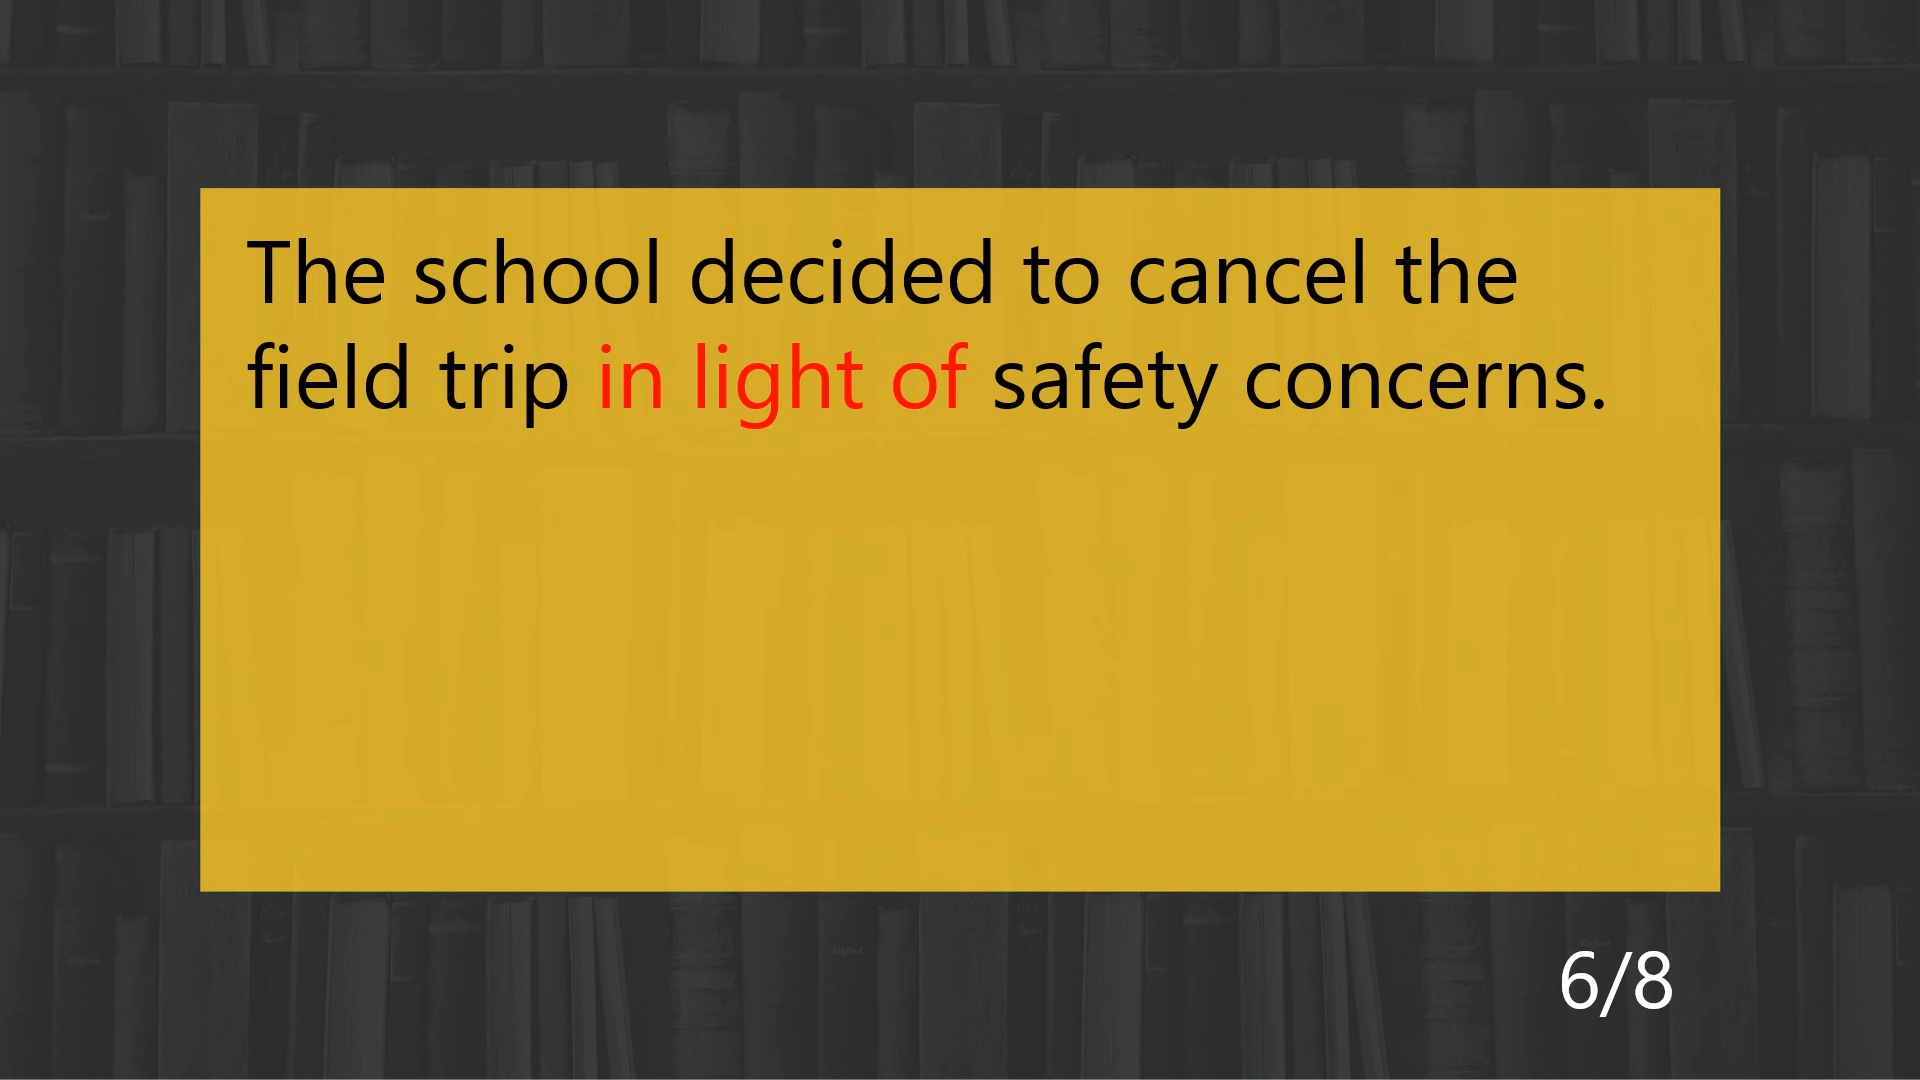 The school decided to cancel the
field trip in light of safety concerns.
6/8